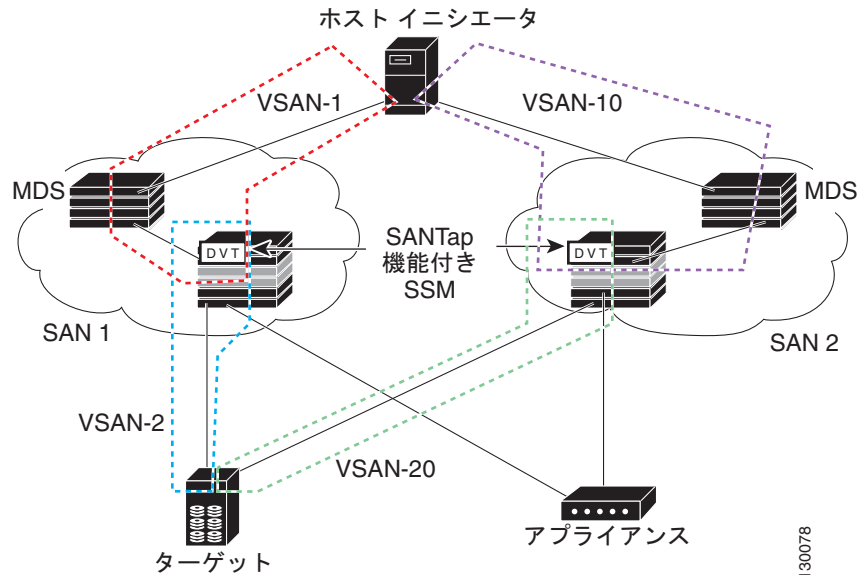 ホスト イニシエータ
VSAN-1
VSAN-10
MDS
MDS
DVT
SANTap
機能付き
SSM
DVT
SAN 1
SAN 2
VSAN-2
VSAN-20
ターゲット
アプライアンス
130078